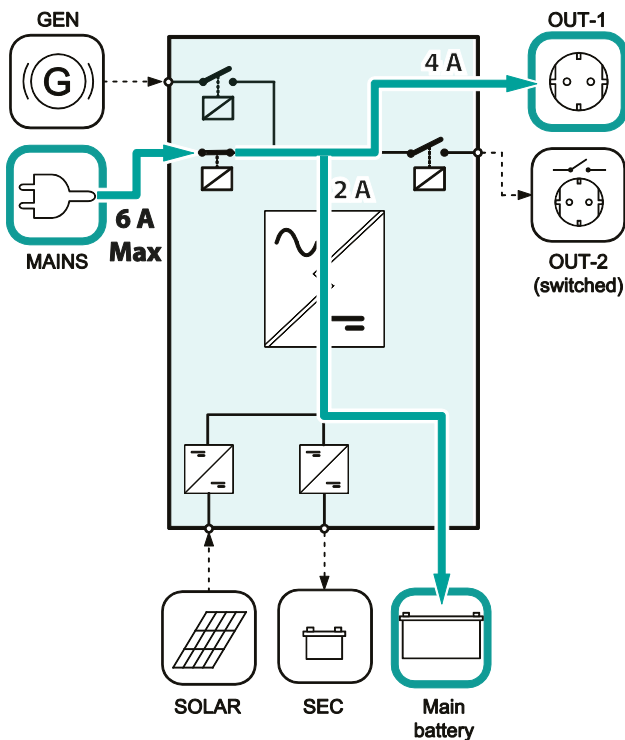 GEN
OUT-1
G
4 A
2 A
6 A
Max
MAINS
OUT-2
(switched)
SOLAR
SEC
Main
battery